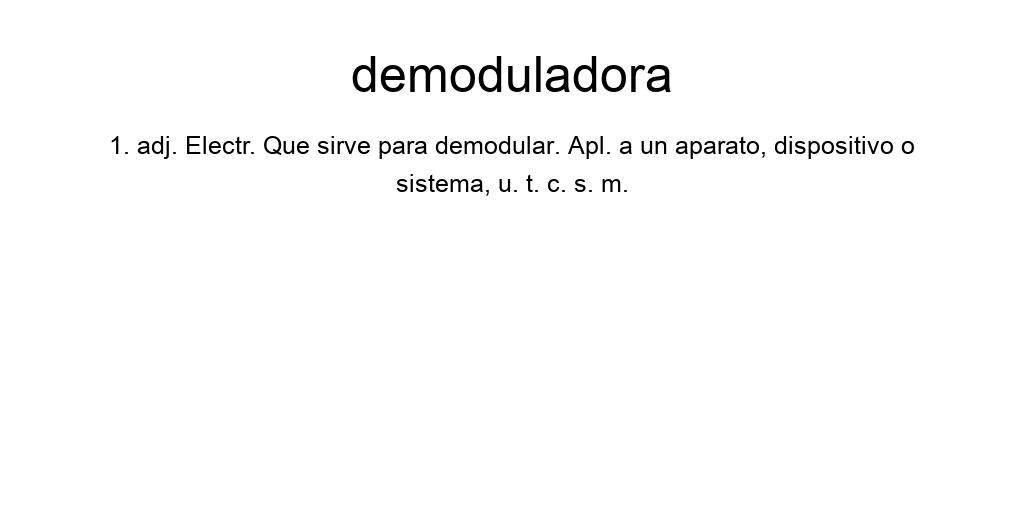 demoduladora
1. adj. Electr. Que sirve para demodular. Apl. a un aparato, dispositivo o
sistema, u. t. c. s. m.